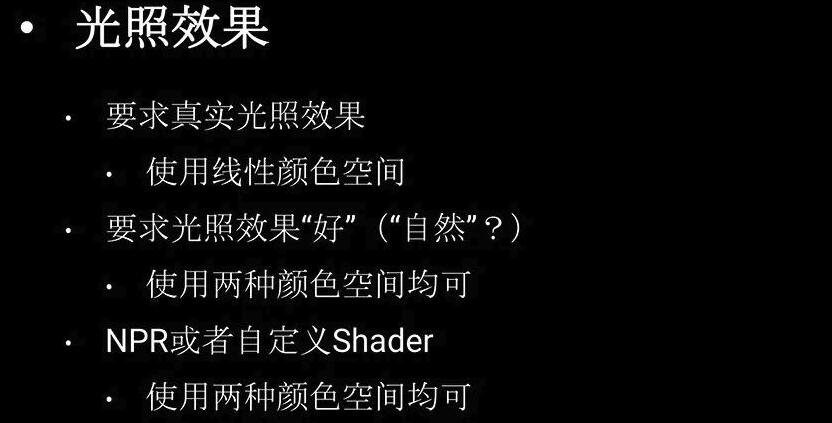 • 光照效果
• 要求真实光照效果
• 使用线性颜色空间
• 要求光照效果“好”（“自然”？）
• 使用两种颜色空间均可
• NPR或者自定义Shader
• 使用两种颜色空间均可